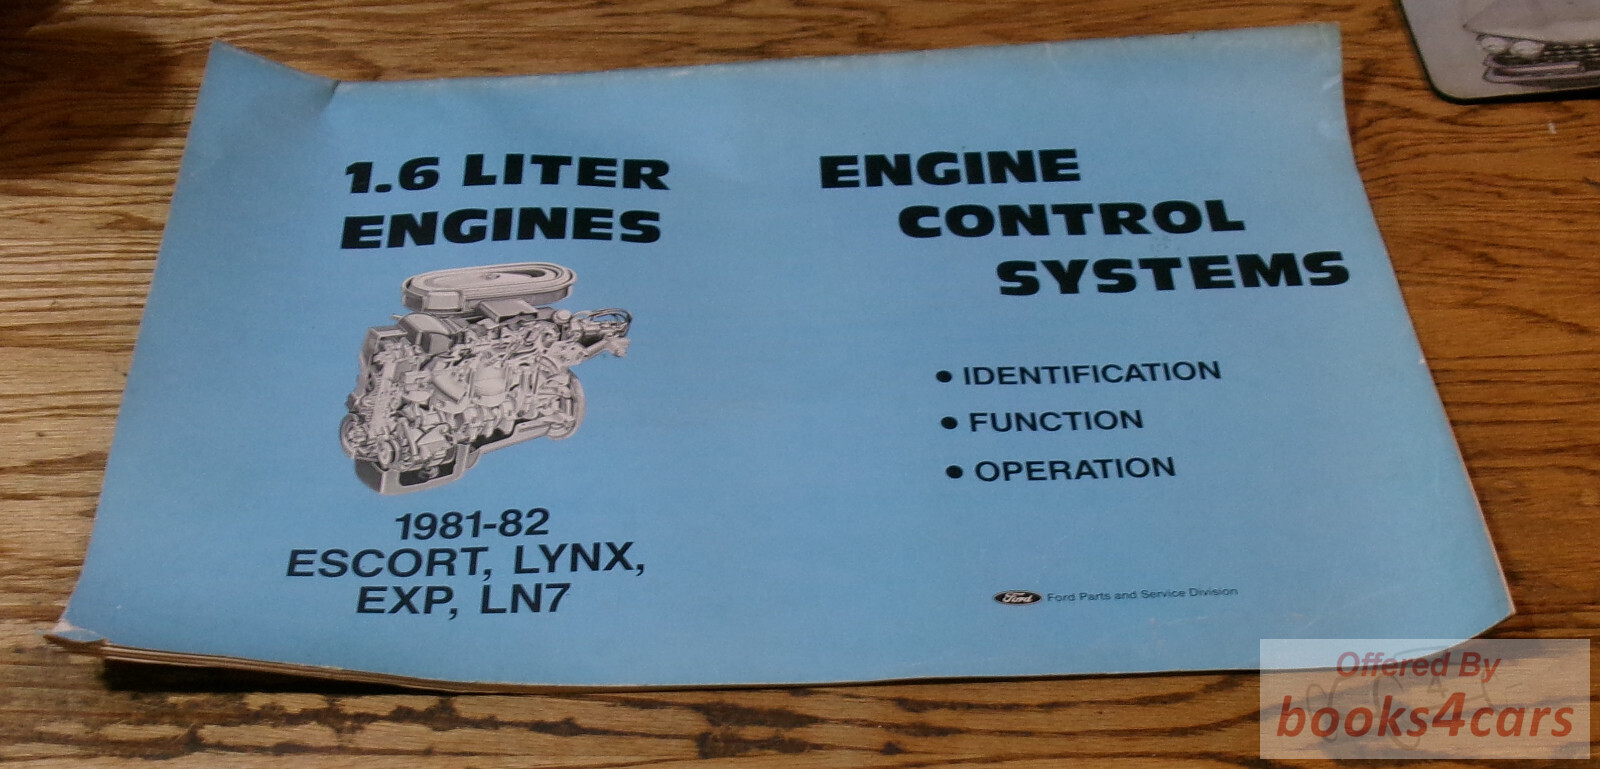 1.6 LITER
ENGINES
1981-82
ESCORT, LYNX,
EXP, LN7
ENGINE
CONTROL
SYSTEMS
• IDENTIFICATION
• FUNCTION
• OPERATION
Ford Ford Parts and Service Division
Offered By
books4cars